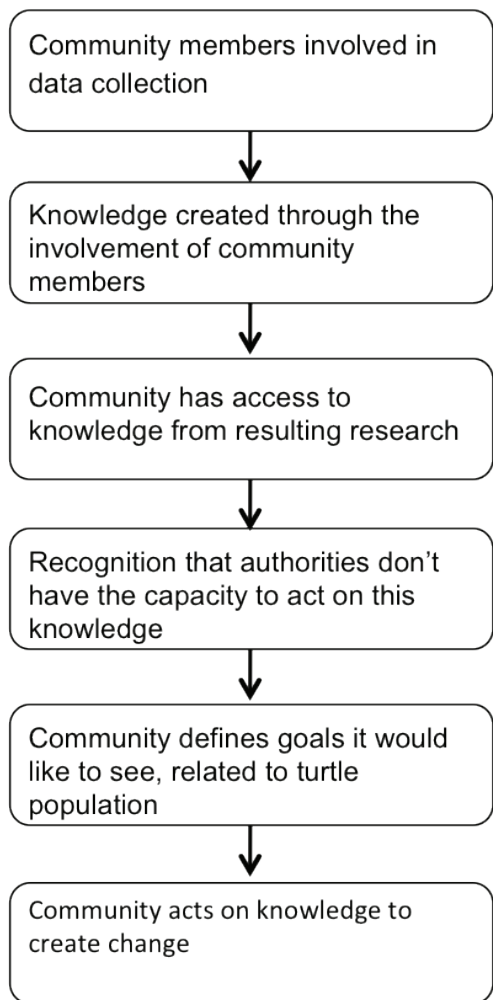 Community members involved in
data collection
Knowledge created through the
involvement of community
members
Community has access to
knowledge from resulting research
Recognition that authorities don’t
have the capacity to act on this
knowledge
Community defines goals it would
like to see, related to turtle
population
Community acts on knowledge to
create change